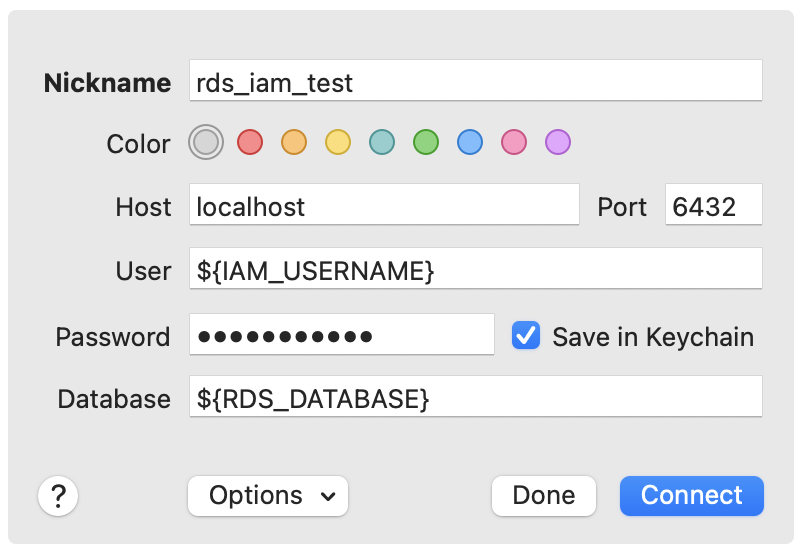 Nickname rds_iam_test
Color
Host localhost Port 6432
User ${IAM_USERNAME}
Password ●●●●●●●●●●● Save in Keychain
Database ${RDS_DATABASE}
? Options Done Connect